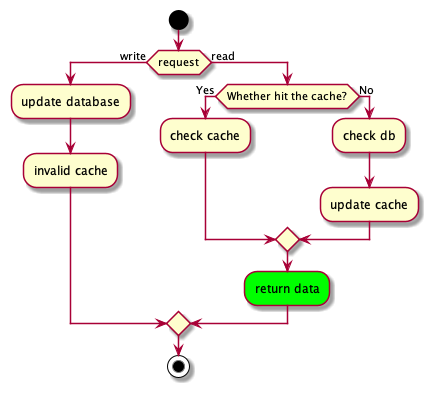 write
request
read
update database
Yes
Whether hit the cache?
No
check cache
check db
invalid cache
update cache
return data